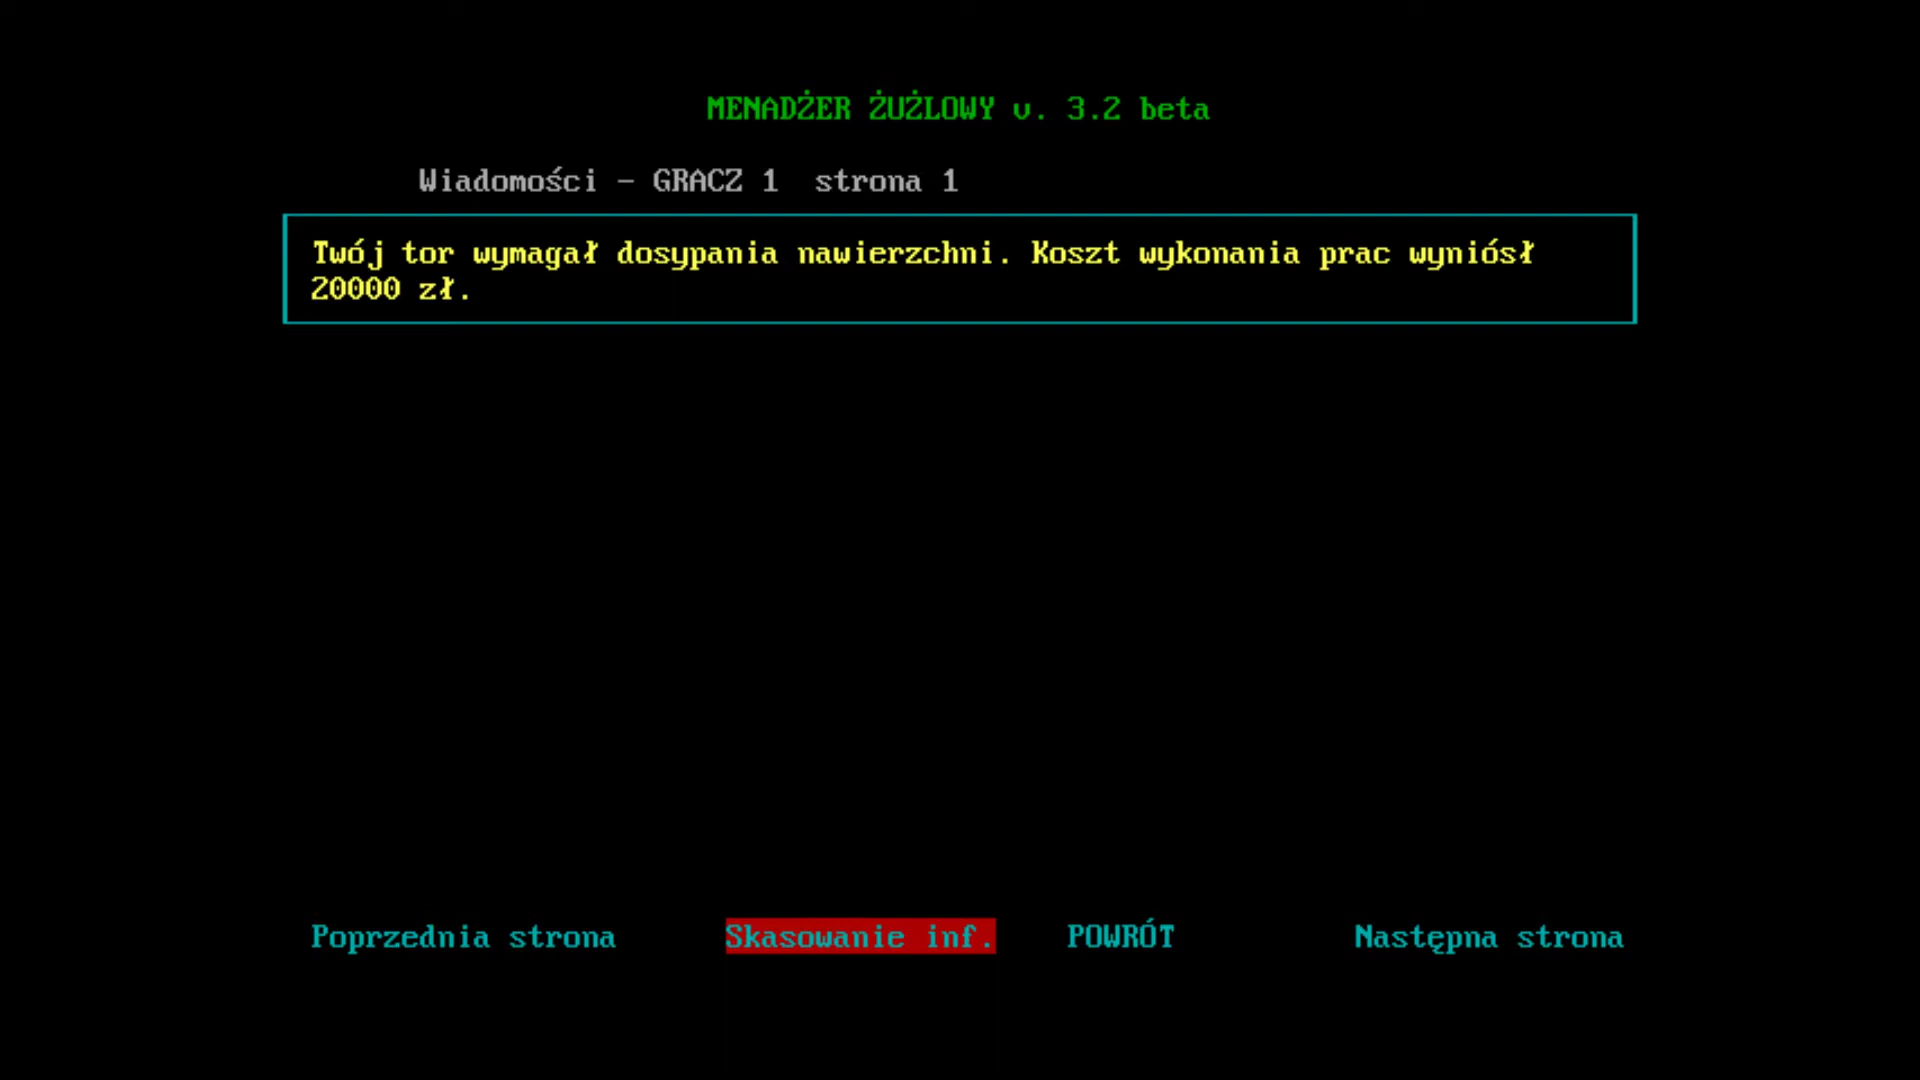 MENADŻER ŻUŻLOWY v. 3.2 beta
Wiadomości - GRACZ 1  strona 1
Twój tor wymagał dosypania nawierzchni. Koszt wykonania prac wyniósł
20000 zł.
Poprzednia strona  Skasowanie inf.  POWRÓT  Następna strona